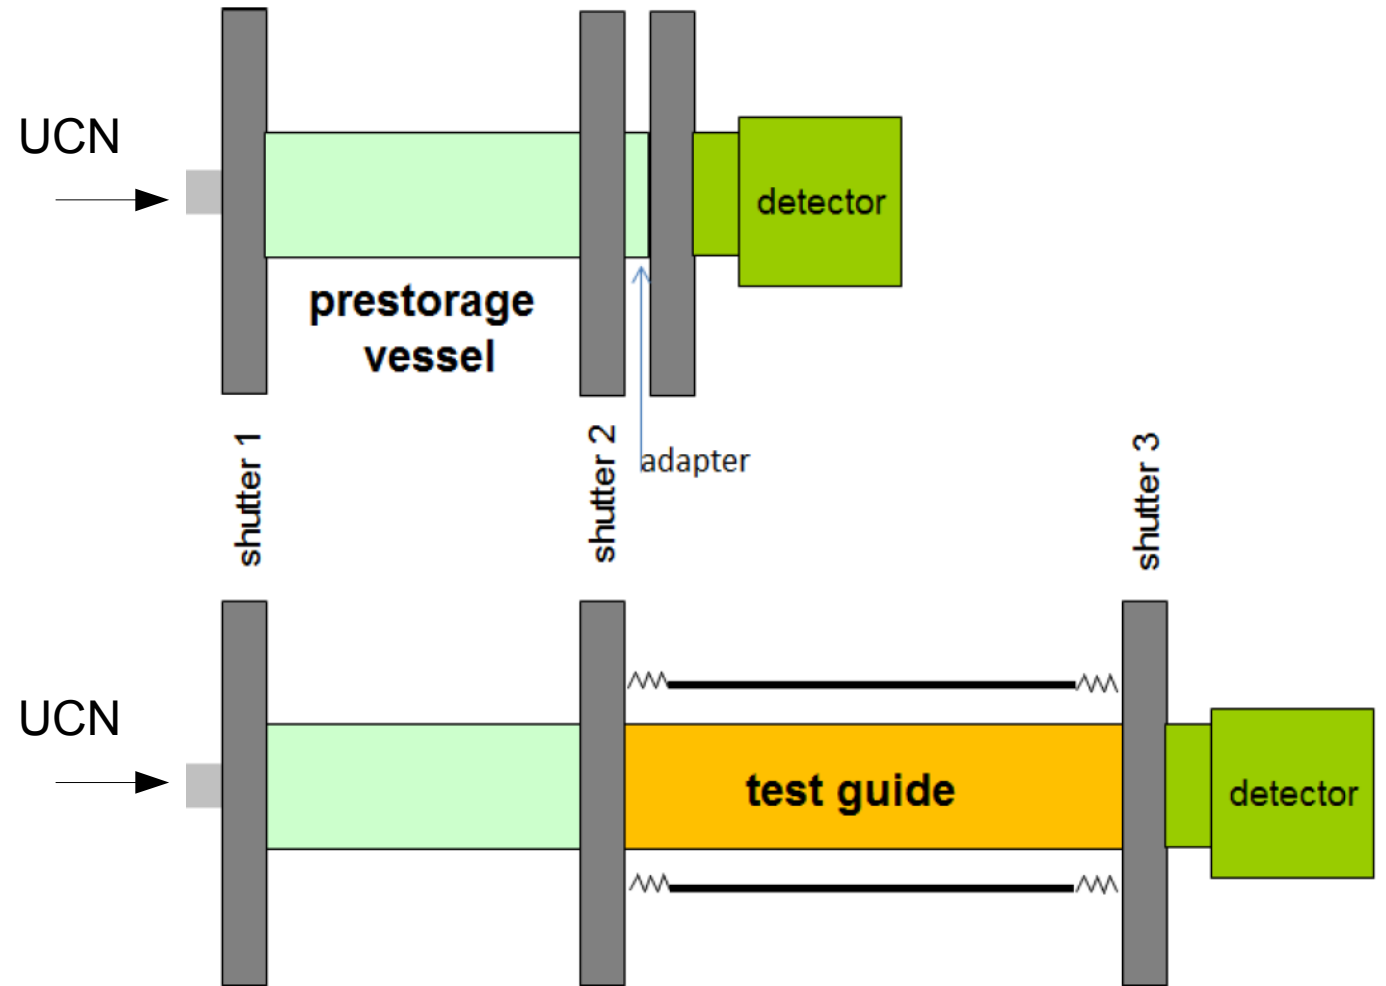 UCN
detector
prestorage
vessel
adapter
shutter 1
shutter 2
shutter 3
UCN
test guide
detector